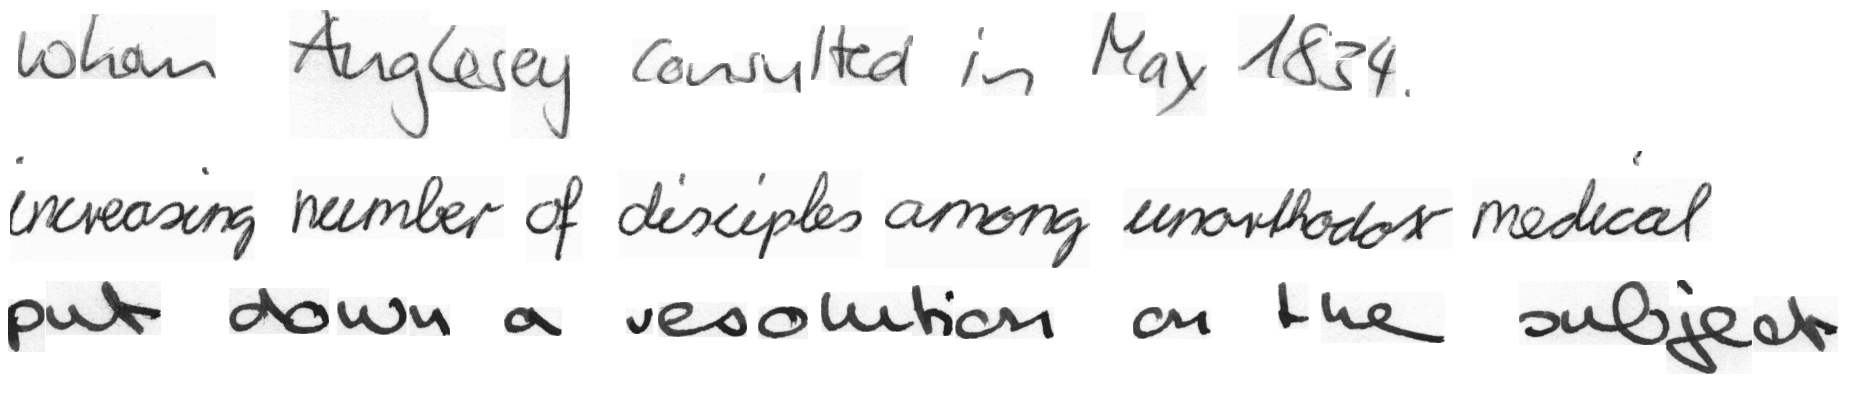 whom Anglesey consulted in May 1834.
increasing number of disciples among unorthodox medical
put down a resolution on the subject